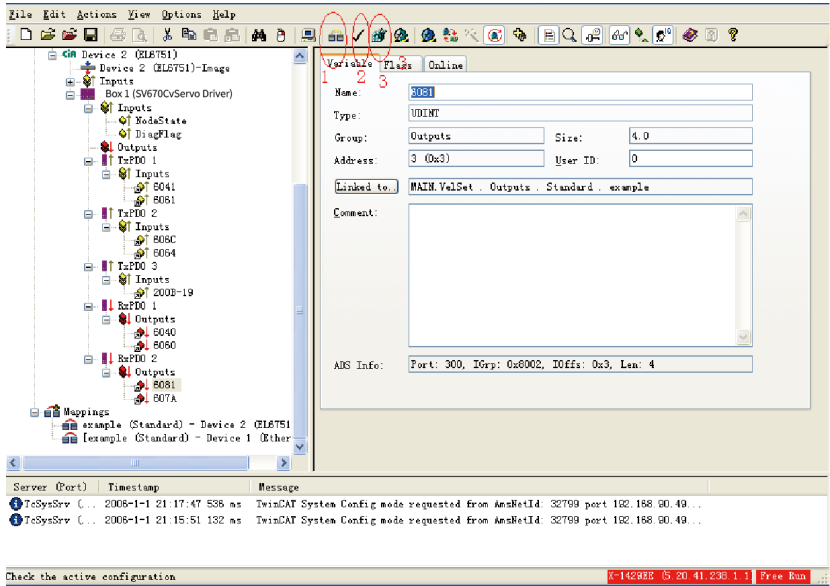 File Edit Actions View Options Help
1 2 3 3
CiA Device 2 (EL6751)
Device 2 (EL6751)-Image
Inputs
Box 1 (SV670CvServo Driver)
Inputs
NodeState
DiagFlag
Outputs
TxPDO 1
Inputs
6041
6061
TxPDO 2
Inputs
606C
6064
TxPDO 3
Inputs
200B-19
RxPDO 1
Outputs
6040
6060
RxPDO 2
Outputs
6081
607A
Mappings
example (Standard) - Device 2 (EL6751
[example (Standard) - Device 1 (Ether
Variable Flags Online
Name: 6081
Type: UDINT
Group: Outputs Size: 4.0
Address: 3 (0x3) User ID: 0
Linked to.. MAIN.VelSet . Outputs . Standard . example
Comment:
ADS Info: Port: 300, IGrp: 0x8002, IOffs: 0x3, Len: 4
Server (Port) Timestamp Message
TcSysSrv (... 2006-1-1 21:17:47 536 ms TwinCAT System Config mode requested from AmsNetId: 32799 port 192.168.90.49...
TcSysSrv (... 2006-1-1 21:15:51 132 ms TwinCAT System Config mode requested from AmsNetId: 32799 port 192.168.90.49...
Check the active configuration Free Run